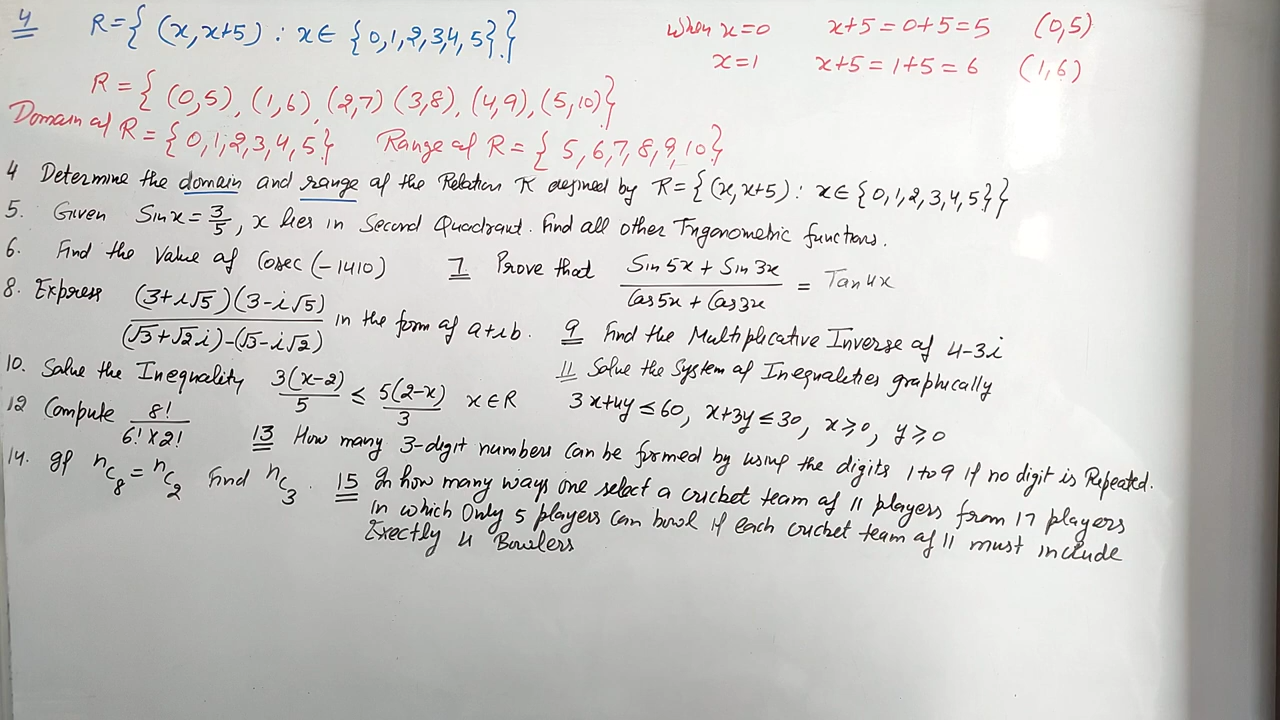 4 R={ (x, x+5) : x∈ {0,1,2,3,4,5}} When x=0 x+5 = 0+5 = 5 (0,5)
x=1 x+5 = 1+5 = 6 (1,6)
R = { (0,5), (1,6), (2,7) (3,8), (4,9), (5,10)}
Domain of R = {0,1,2,3,4,5} Range of R = { 5,6,7,8,9,10}
4 Determine the domain and range of the Relation R defined by R={(x, x+5) : x∈{0,1,2,3,4,5}}
5. Given Sinx = 3/5, x lies in Second Quadrant. Find all other Trigonometric functions.
6. Find the Value of Cosec (-1410) 7 Prove that (Sin 5x + Sin 3x)/(Cos 5x + Cos 3x) = Tan 4x
8. Express (3+i√5)(3-i√5)/((√3+√2i)-(√3-i√2)) in the form of a+ib. 9 Find the Multiplicative Inverse of 4-3i
10. Solve the Inequality 3(x-2)/5 ≤ 5(2-x)/3 x∈R 11 Solve the System of Inequalities graphically
3x+4y ≤ 60, x+3y ≤ 30, x ≥ 0, y ≥ 0
12 Compute 8!/(6! × 2!) 13 How many 3-digit numbers can be formed by using the digits 1 to 9 if no digit is Repeated.
14. If nC8 = nC2 Find nC3. 15 In how many ways one select a cricket team of 11 players from 17 players
in which Only 5 players can bowl if each cricket team of 11 must include
Exectly 4 Bowlers